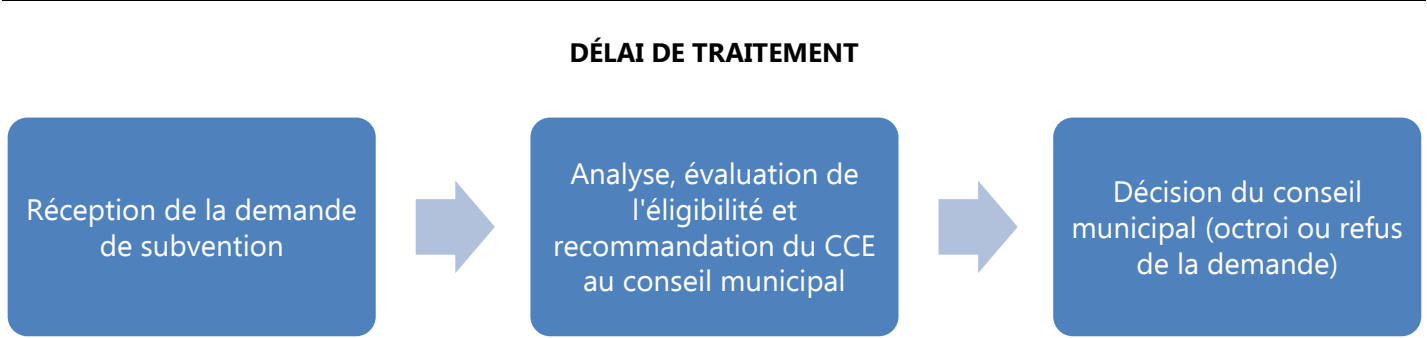 DÉLAI DE TRAITEMENT
Réception de la demande
de subvention
Analyse, évaluation de
l'éligibilité et
recommandation du CCE
au conseil municipal
Décision du conseil
municipal (octroi ou refus
de la demande)